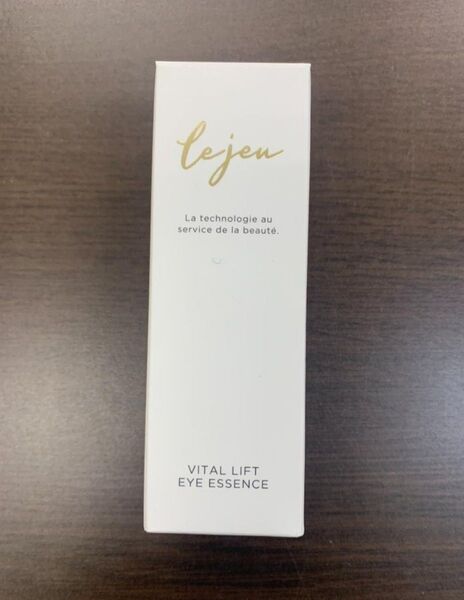 lejeu
La technologie au
service de la beauté.
VITAL LIFT
EYE ESSENCE